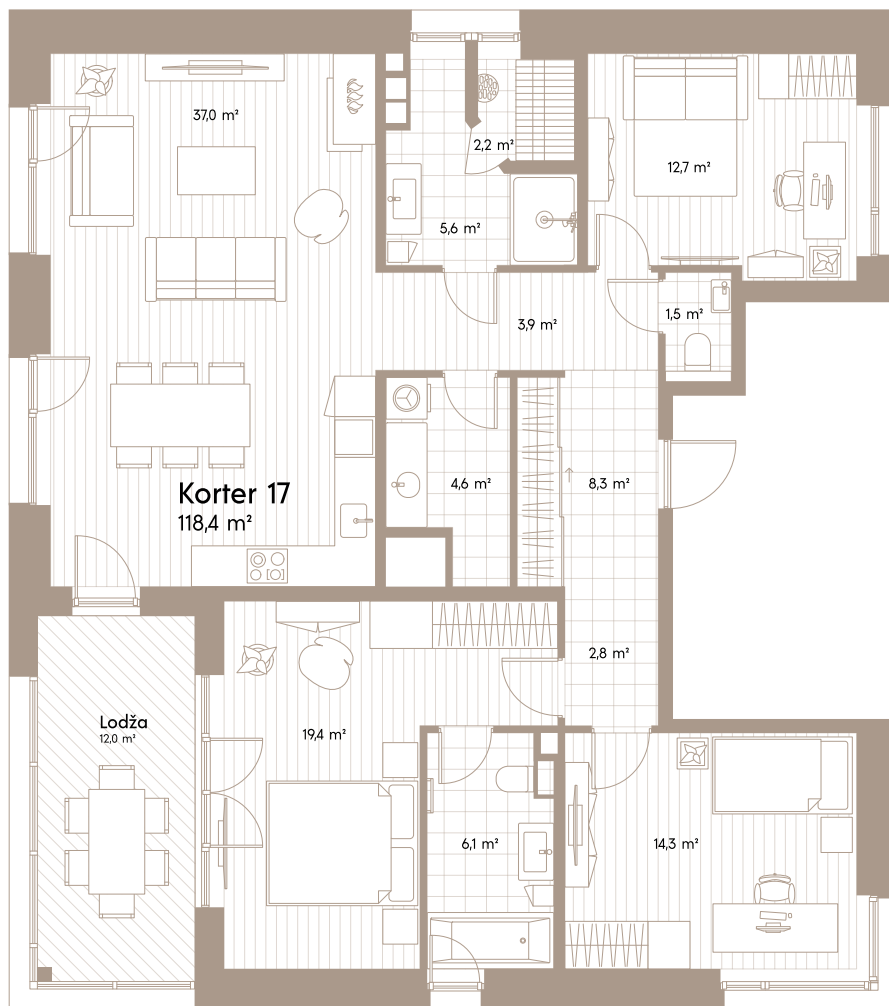 37,0 m²
2,2 m²
12,7 m²
5,6 m²
3,9 m²
1,5 m²
Korter 17
118,4 m²
4,6 m²
8,3 m²
2,8 m²
Lodža
12,0 m²
19,4 m²
6,1 m²
14,3 m²